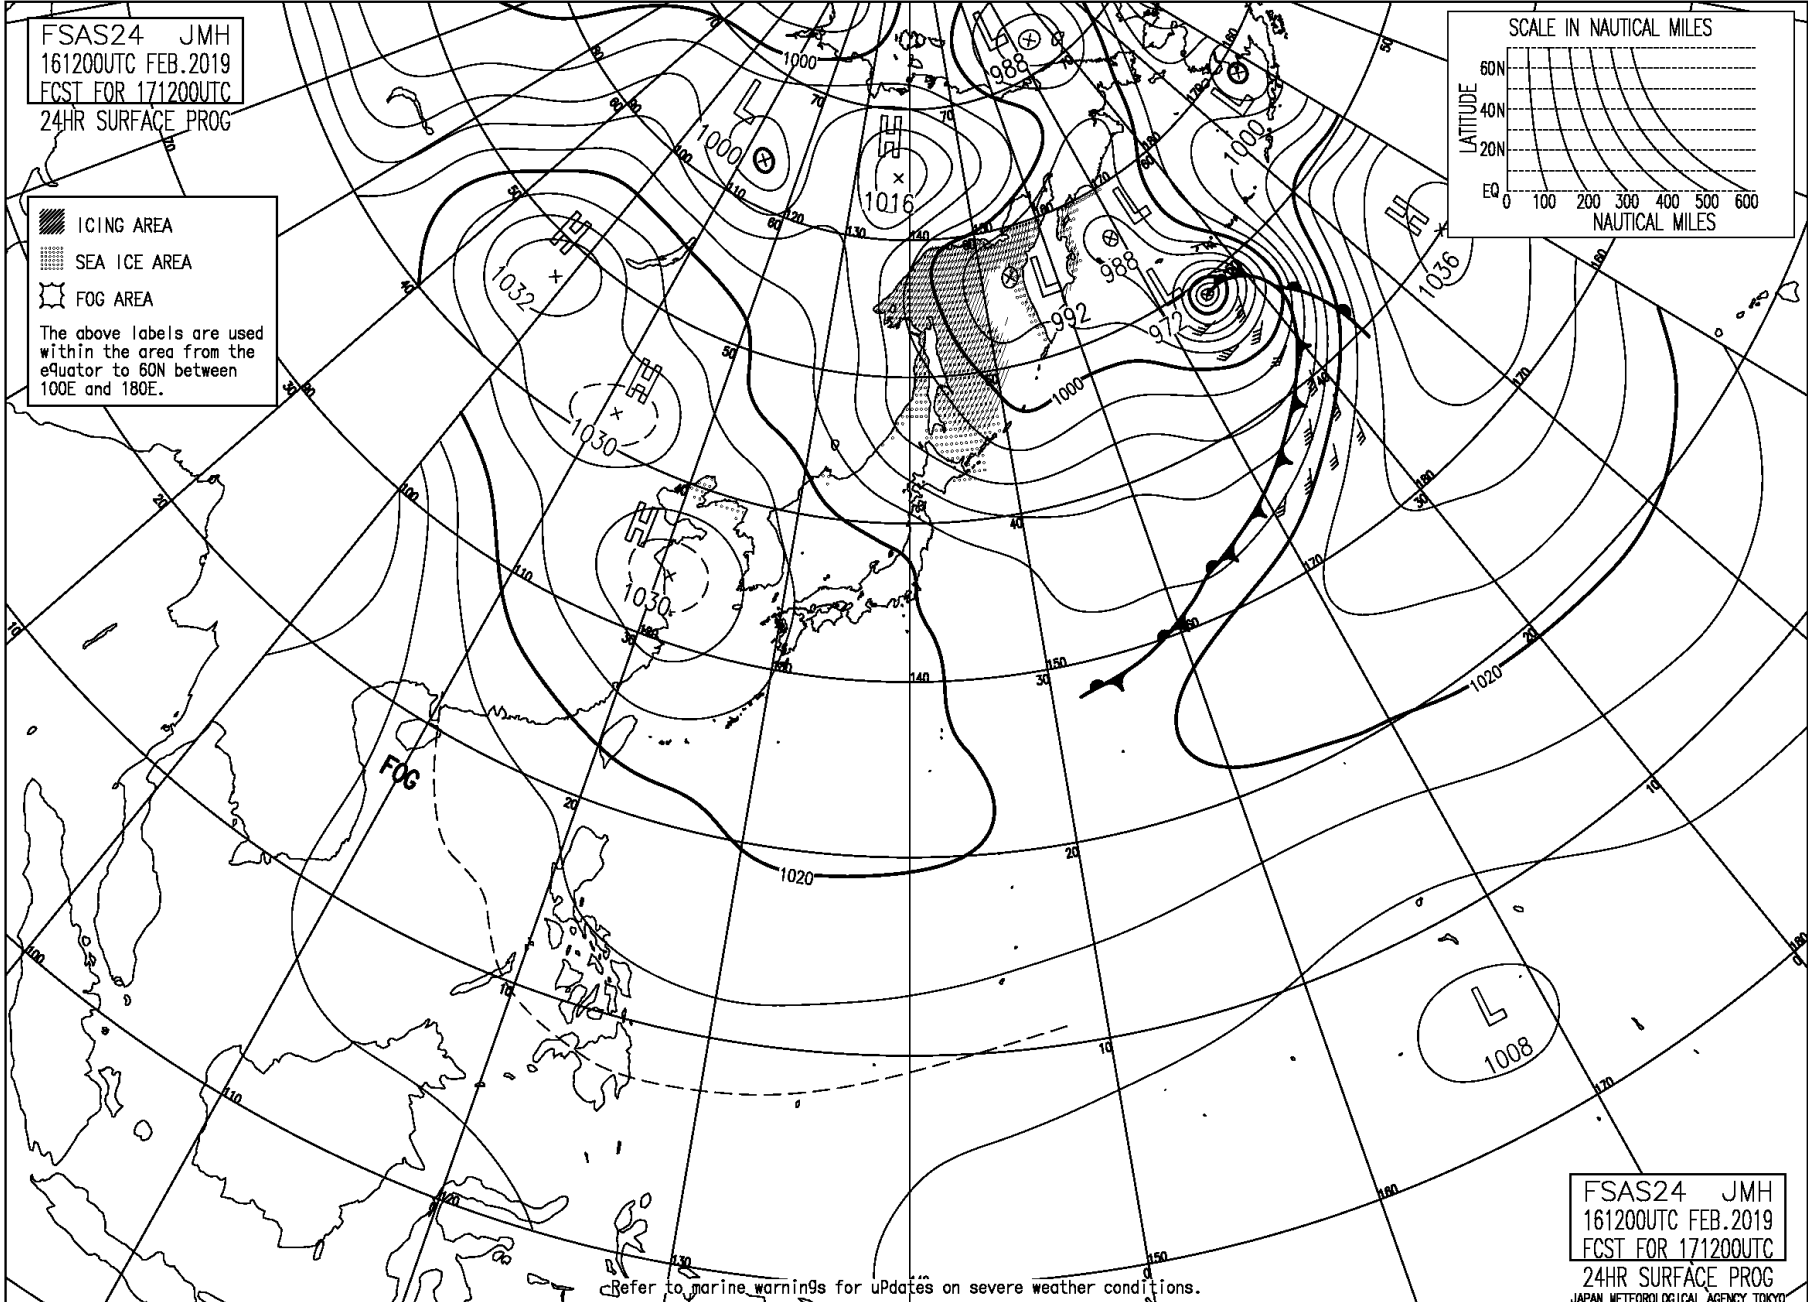 FSAS24 JMH
161200UTC FEB.2019
FCST FOR 171200UTC
24HR SURFACE PROG
SCALE IN NAUTICAL MILES
LATITUDE
60N
40N
20N
EQ
0 100 200 300 400 500 600
NAUTICAL MILES
ICING AREA
SEA ICE AREA
FOG AREA
The above labels are used
within the area from the
equator to 60N between
100E and 180E.
1000
L
988
L
1000
H
1016
L
1000
L
988
H
1036
H
1032
L
992
L
972
H
1030
1000
H
1030
1020
FOG
1020
L
1008
Refer to marine warnings for uPdates on severe weather conditions.
FSAS24 JMH
161200UTC FEB.2019
FCST FOR 171200UTC
24HR SURFACE PROG
JAPAN METEOROLOGICAL AGENCY TOKYO